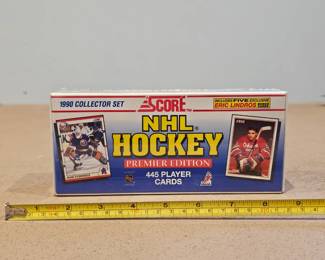 1990 COLLECTOR SET
SCORE
INCLUDES FIVE EXCLUSIVE
ERIC LINDROS
NHL
HOCKEY
PREMIER EDITION
445 PLAYER
CARDS